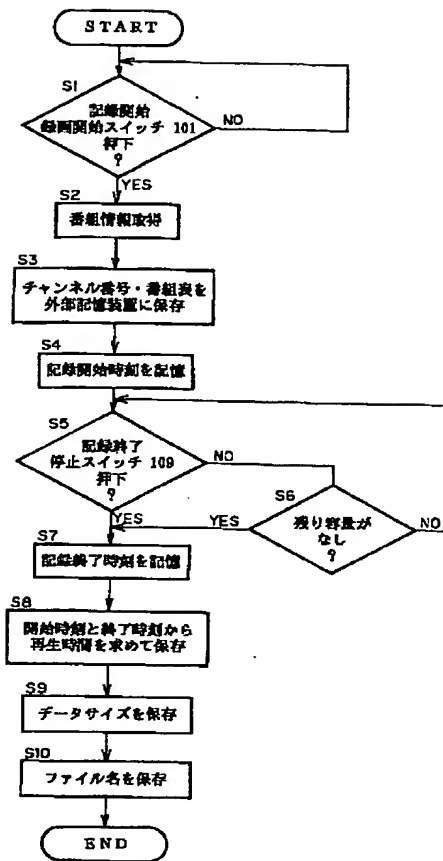 START
S1
記録開始
録画開始スイッチ 101
押下
?
NO
YES
S2
番組情報取得
S3
チャンネル番号・番組表を
外部記憶装置に保存
S4
記録開始時刻を記憶
S5
記録終了
停止スイッチ 109
押下
?
NO
YES
S6
残り容量が
なし
?
YES
NO
S7
記録終了時刻を記憶
S8
開始時刻と終了時刻から
再生時間を求めて保存
S9
データサイズを保存
S10
ファイル名を保存
END